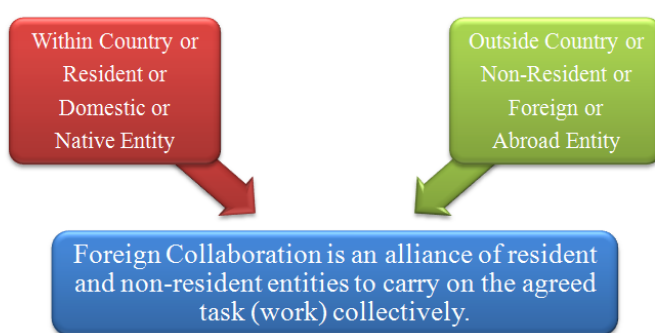 Within Country or
Resident or
Domestic or
Native Entity
Outside Country or
Non-Resident or
Foreign or
Abroad Entity
Foreign Collaboration is an alliance of resident
and non-resident entities to carry on the agreed
task (work) collectively.